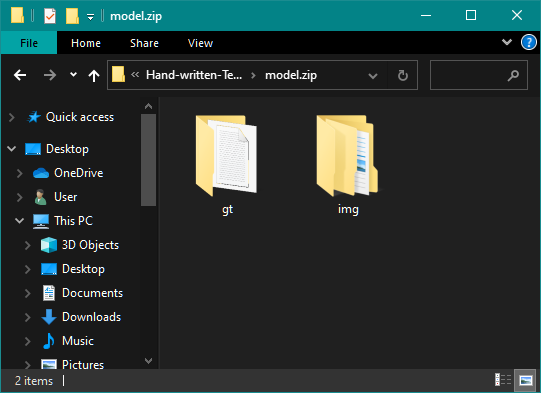 model.zip
File
Home
Share
View
Hand-written-Te...
model.zip
Quick access
Desktop
OneDrive
User
This PC
3D Objects
Desktop
Documents
Downloads
Music
Pictures
gt
img
2 items